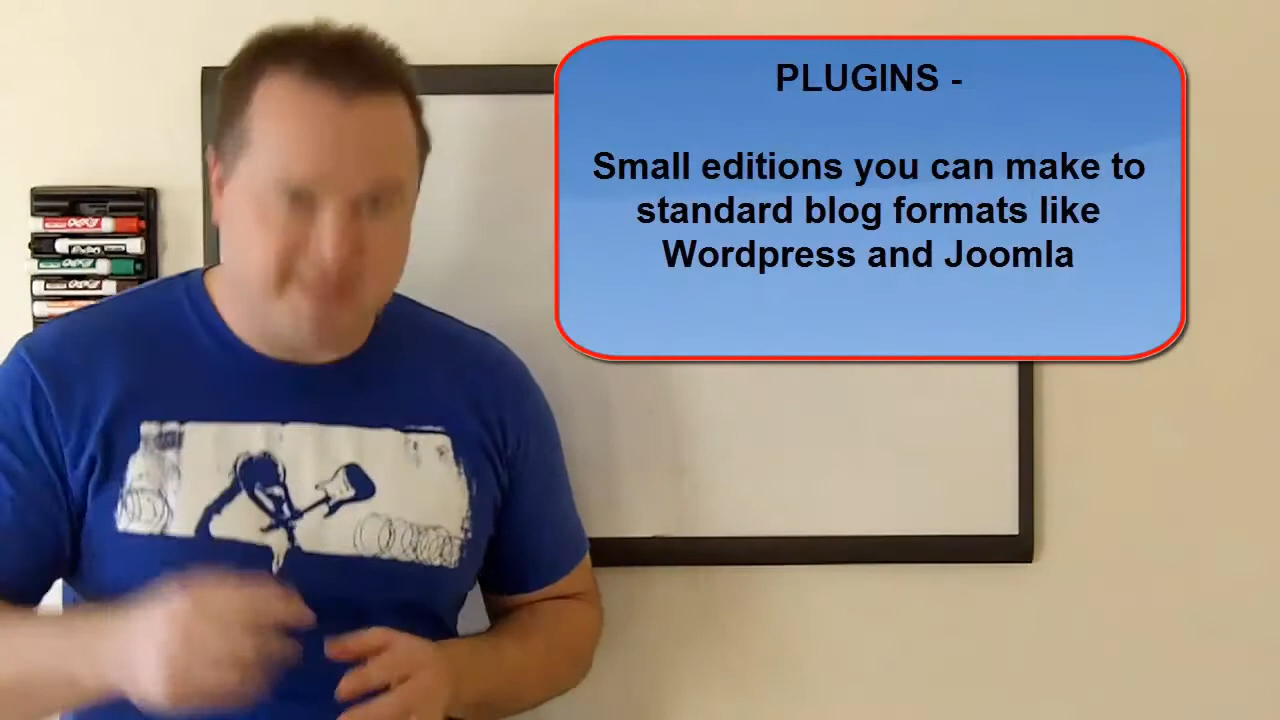 PLUGINS -
Small editions you can make to
standard blog formats like
Wordpress and Joomla